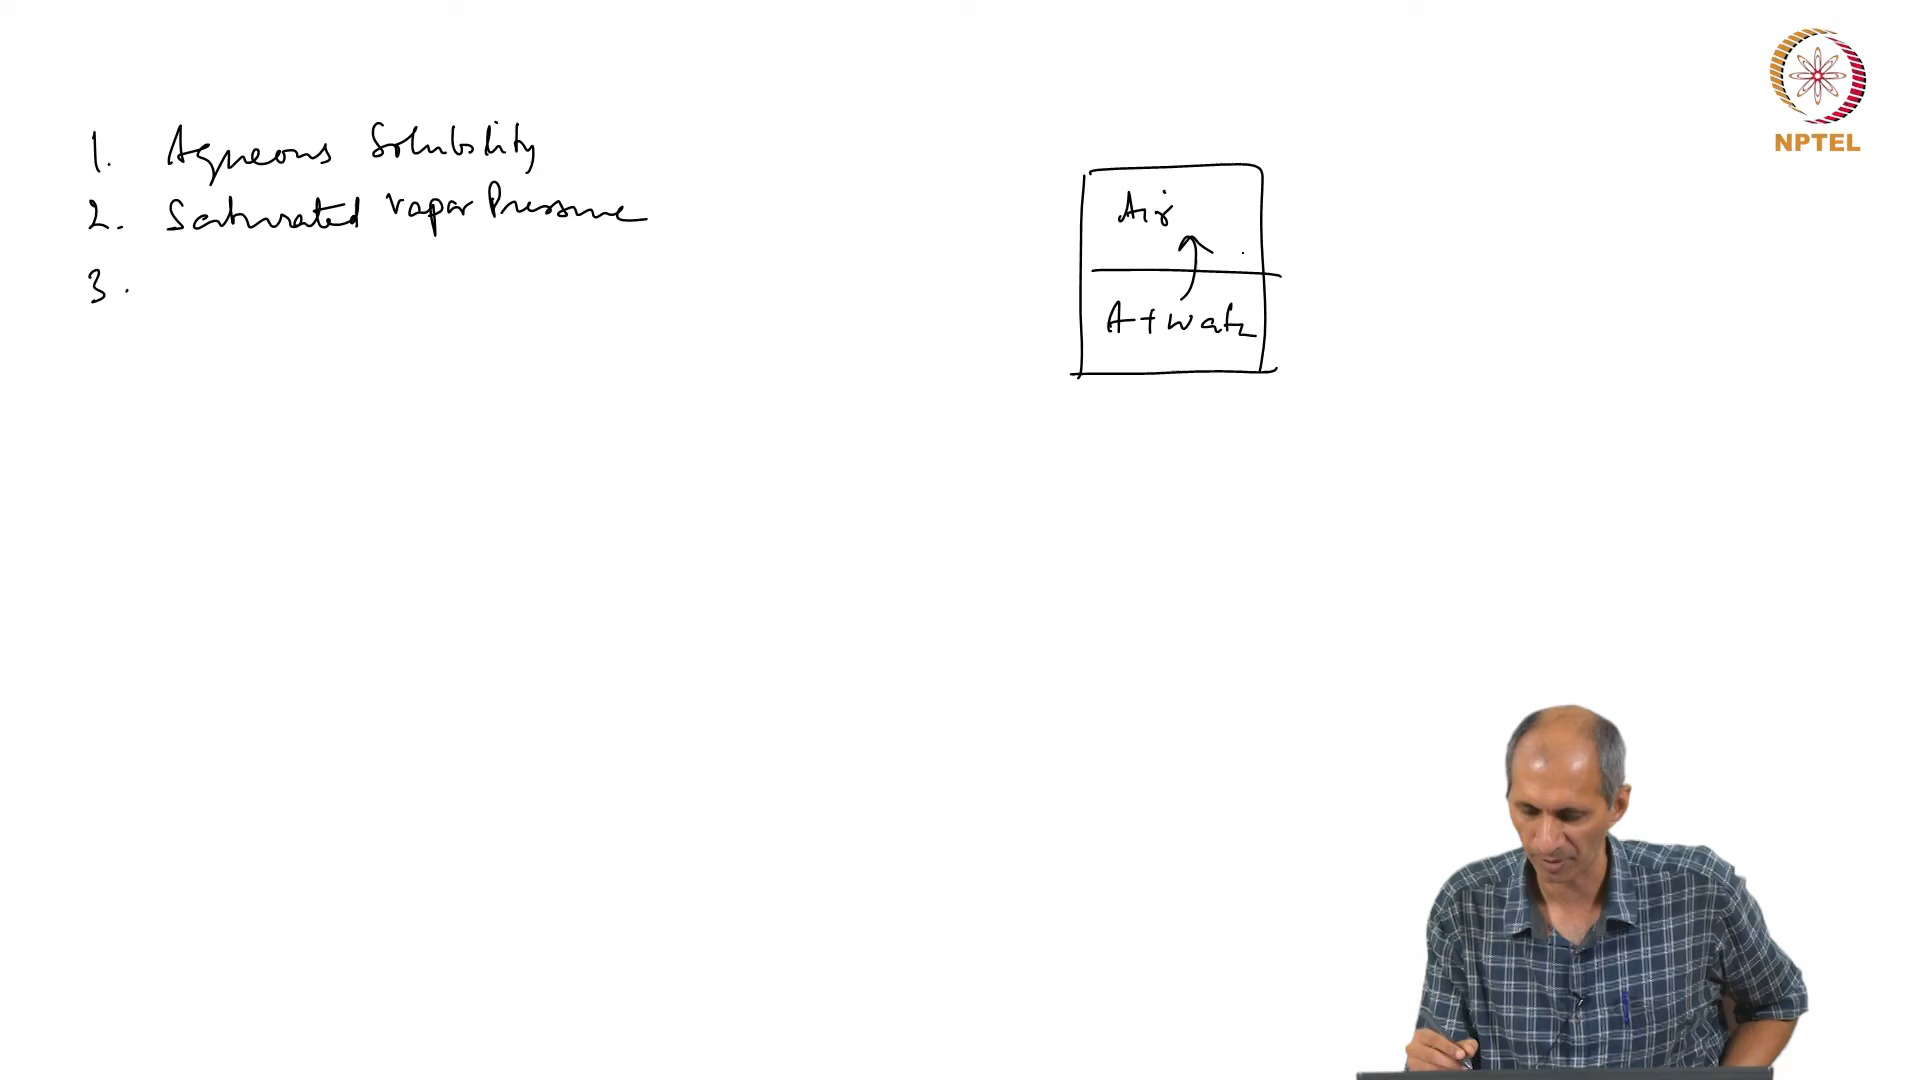 1. Aqueous Solubility
2. Saturated Vapor Pressure
3.
Air
A + water
NPTEL